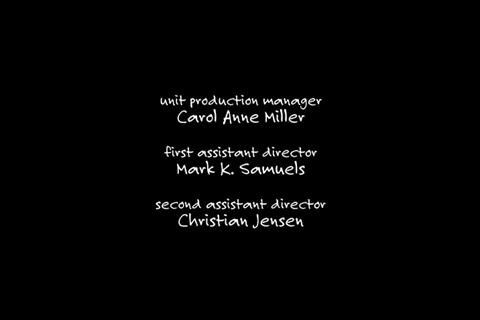 unit production manager
Carol Anne Miller
first assistant director
Mark K. Samuels
second assistant director
Christian Jensen